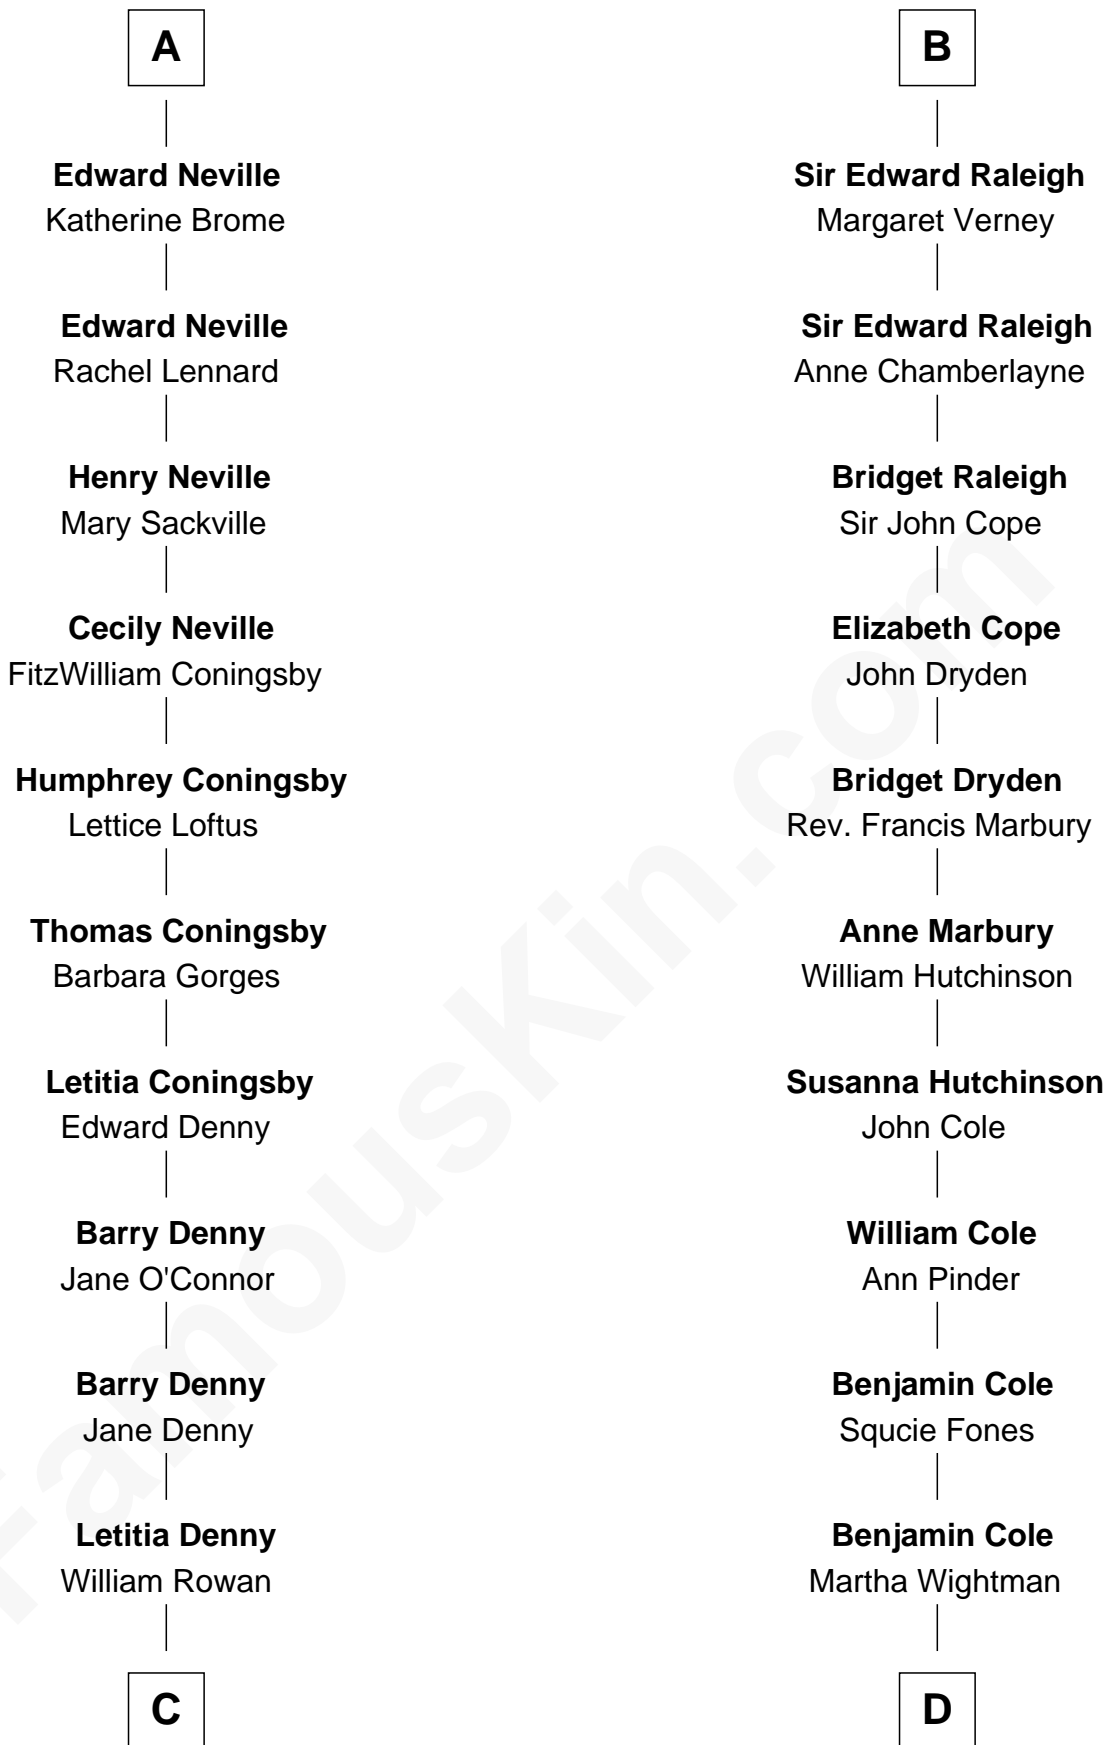 A
Edward Neville
Katherine Brome
Edward Neville
Rachel Lennard
Henry Neville
Mary Sackville
Cecily Neville
FitzWilliam Coningsby
Humphrey Coningsby
Lettice Loftus
Thomas Coningsby
Barbara Gorges
Letitia Coningsby
Edward Denny
Barry Denny
Jane O'Connor
Barry Denny
Jane Denny
Letitia Denny
William Rowan
C
B
Sir Edward Raleigh
Margaret Verney
Sir Edward Raleigh
Anne Chamberlayne
Bridget Raleigh
Sir John Cope
Elizabeth Cope
John Dryden
Bridget Dryden
Rev. Francis Marbury
Anne Marbury
William Hutchinson
Susanna Hutchinson
John Cole
William Cole
Ann Pinder
Benjamin Cole
Squcie Fones
Benjamin Cole
Martha Wightman
D
FamousKin.com